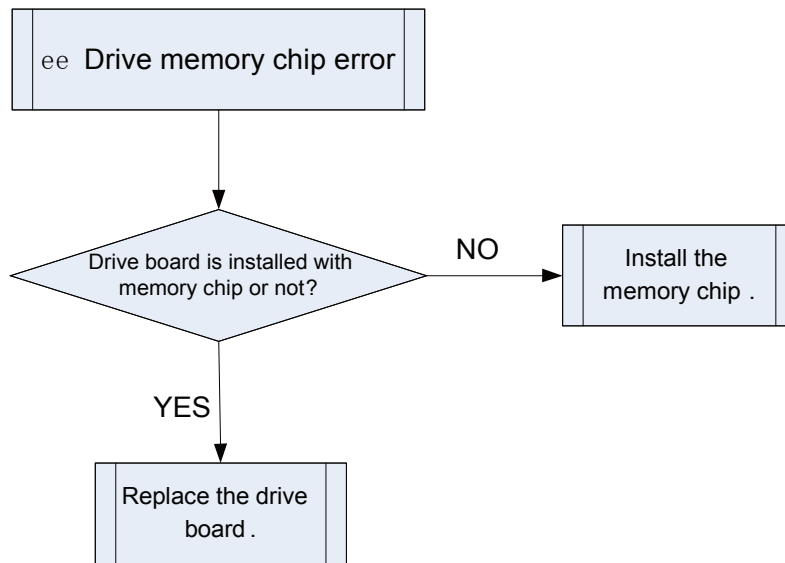 ee Drive memory chip error
Drive board is installed with
memory chip or not?
NO
Install the
memory chip .
YES
Replace the drive
board .